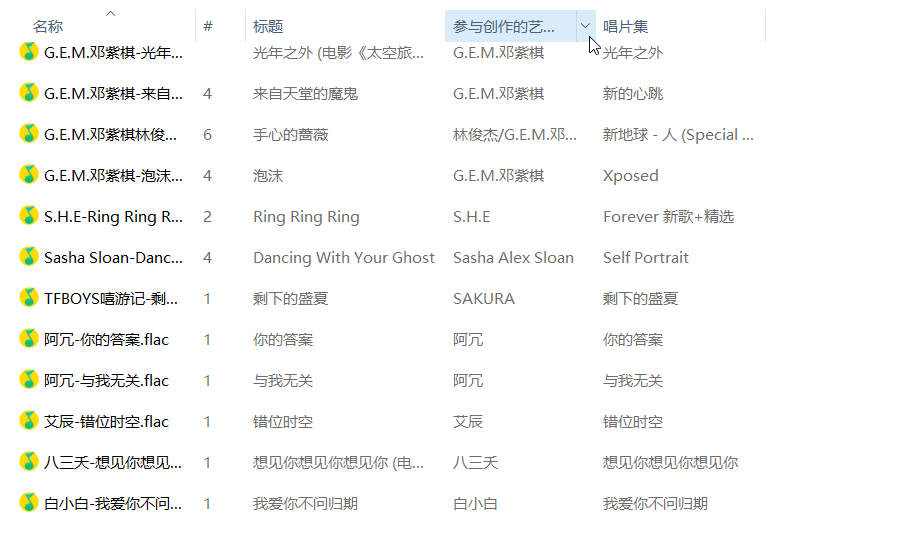 名称 # 标题 参与创作的艺... 唱片集
G.E.M.邓紫棋-光年... 光年之外 (电影《太空旅... G.E.M.邓紫棋 光年之外
G.E.M.邓紫棋-来自... 4 来自天堂的魔鬼 G.E.M.邓紫棋 新的心跳
G.E.M.邓紫棋林俊... 6 手心的蔷薇 林俊杰/G.E.M.邓... 新地球 - 人 (Special ...
G.E.M.邓紫棋-泡沫... 4 泡沫 G.E.M.邓紫棋 Xposed
S.H.E-Ring Ring R... 2 Ring Ring Ring S.H.E Forever 新歌+精选
Sasha Sloan-Danc... 4 Dancing With Your Ghost Sasha Alex Sloan Self Portrait
TFBOYS嘻游记-剩... 1 剩下的盛夏 SAKURA 剩下的盛夏
阿冗-你的答案.flac 1 你的答案 阿冗 你的答案
阿冗-与我无关.flac 1 与我无关 阿冗 与我无关
艾辰-错位时空.flac 1 错位时空 艾辰 错位时空
八三夭-想见你想见... 1 想见你想见你想见你 (电... 八三夭 想见你想见你想见你
白小白-我爱你不问... 1 我爱你不问归期 白小白 我爱你不问归期